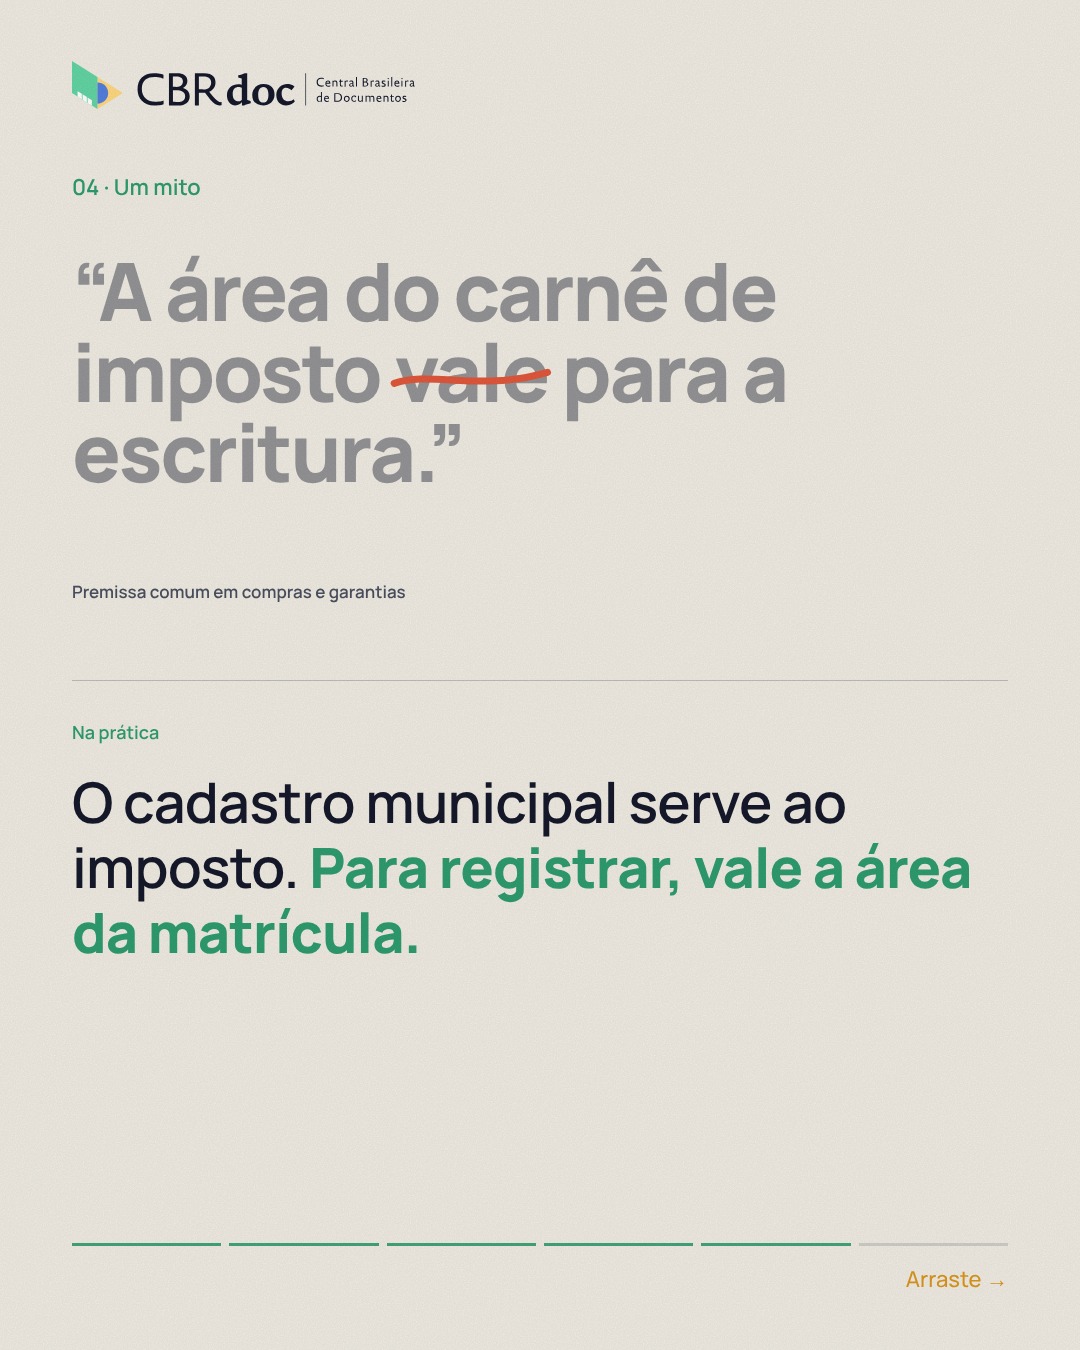 CBRdoc
Central Brasileira
de Documentos
04 · Um mito
“A área do carnê de
imposto vale para a
escritura.”
Premissa comum em compras e garantias
Na prática
O cadastro municipal serve ao
imposto. Para registrar, vale a área
da matrícula.
Arraste →